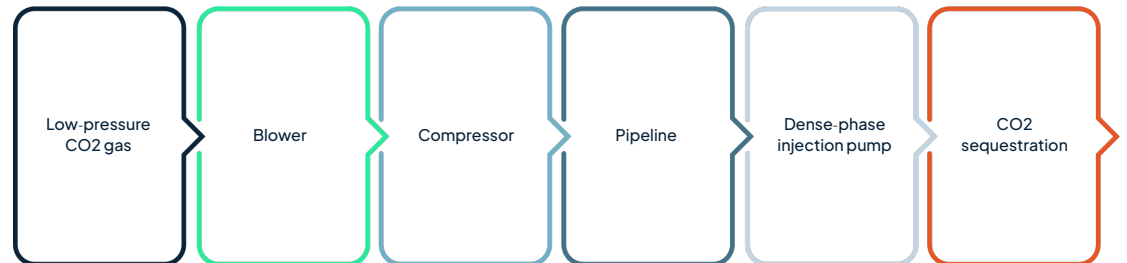 Low-pressure
CO2 gas
Blower
Compressor
Pipeline
Dense-phase
injection pump
CO2
sequestration